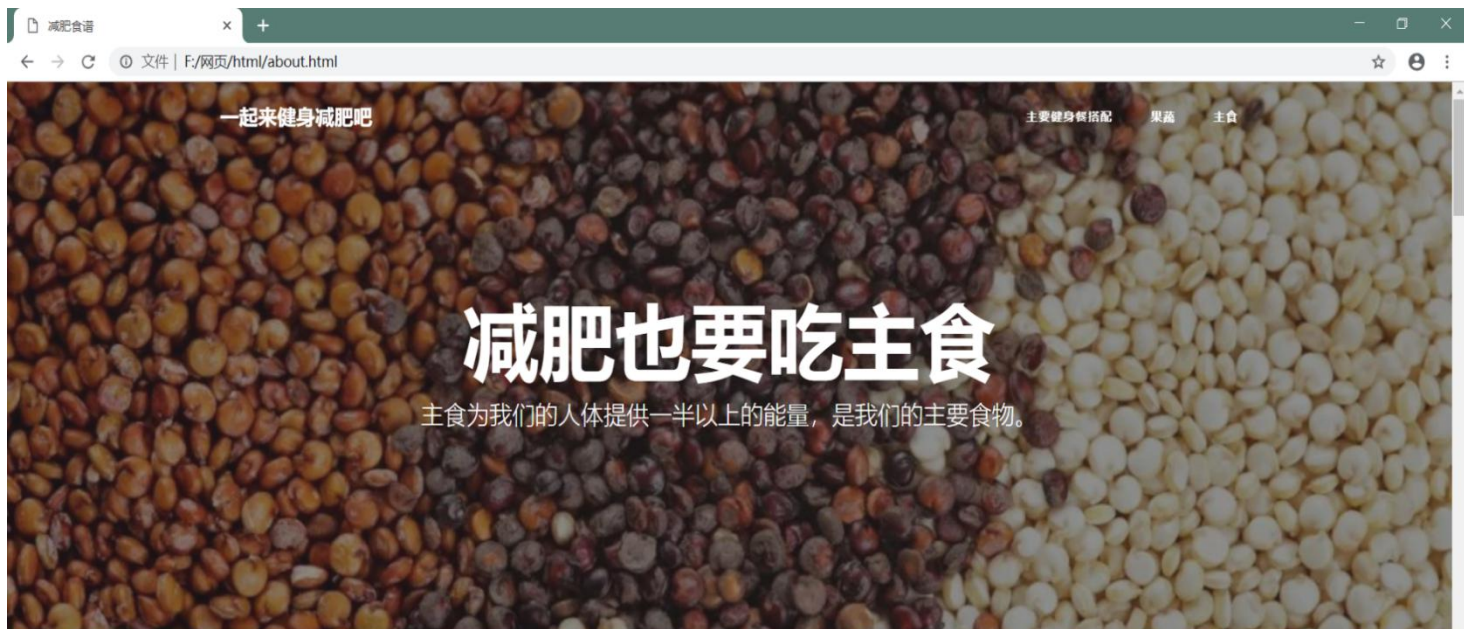 减肥食谱
文件 | F:/网页/html/about.html
一起来健身减肥吧 主要健身餐搭配 果蔬 主食
减肥也要吃主食
主食为我们的人体提供一半以上的能量，是我们的主要食物。